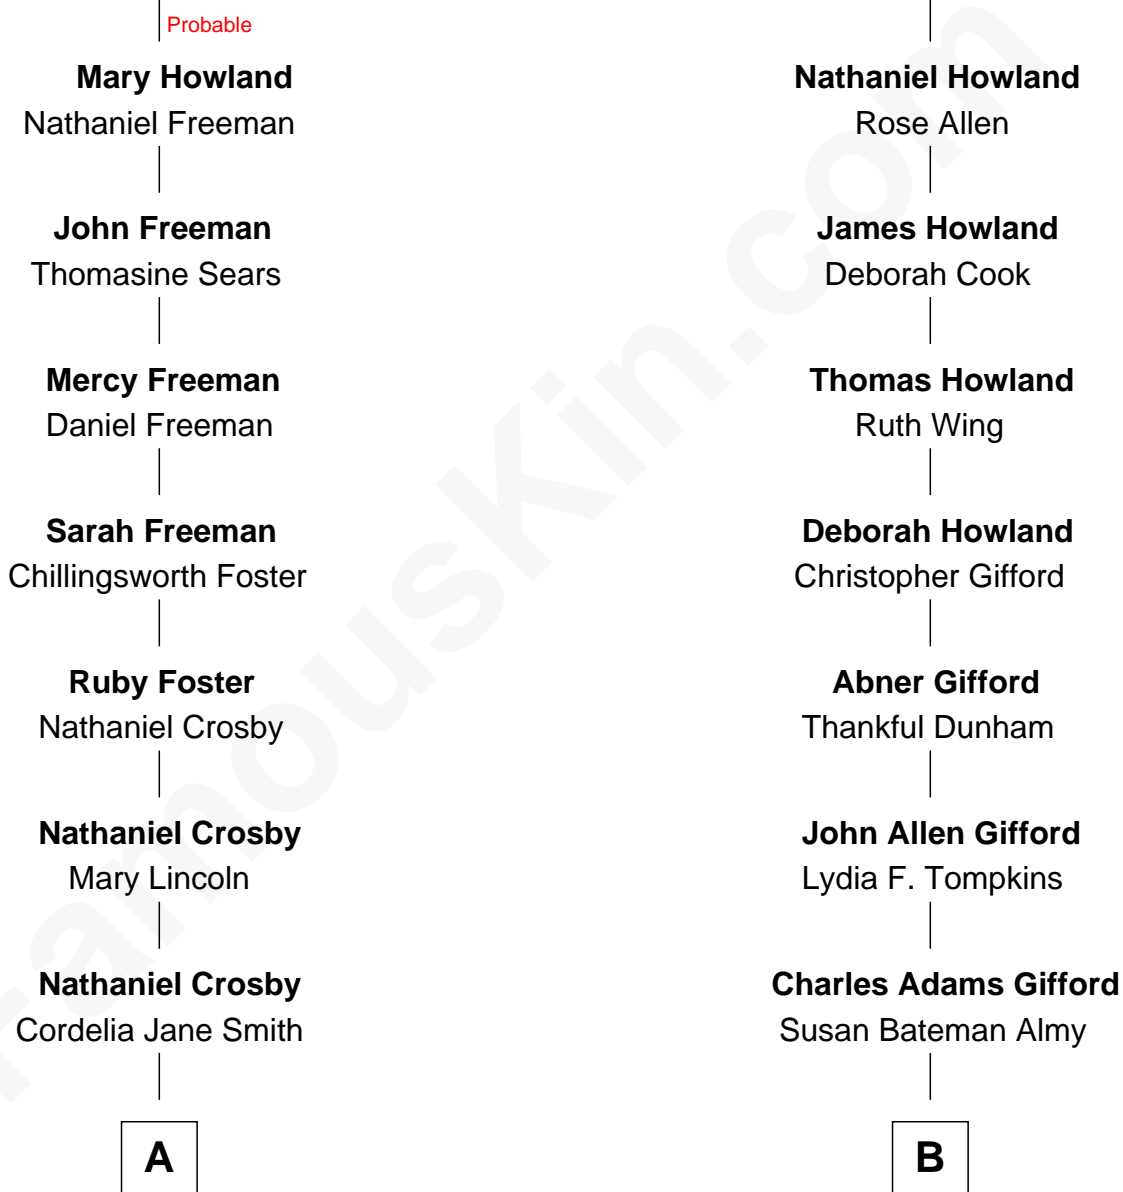 Probable
Mary Howland
Nathaniel Freeman
John Freeman
Thomasine Sears
Mercy Freeman
Daniel Freeman
Sarah Freeman
Chillingsworth Foster
Ruby Foster
Nathaniel Crosby
Nathaniel Crosby
Mary Lincoln
Nathaniel Crosby
Cordelia Jane Smith
A
Nathaniel Howland
Rose Allen
James Howland
Deborah Cook
Thomas Howland
Ruth Wing
Deborah Howland
Christopher Gifford
Abner Gifford
Thankful Dunham
John Allen Gifford
Lydia F. Tompkins
Charles Adams Gifford
Susan Bateman Almy
B
FamousKin.com